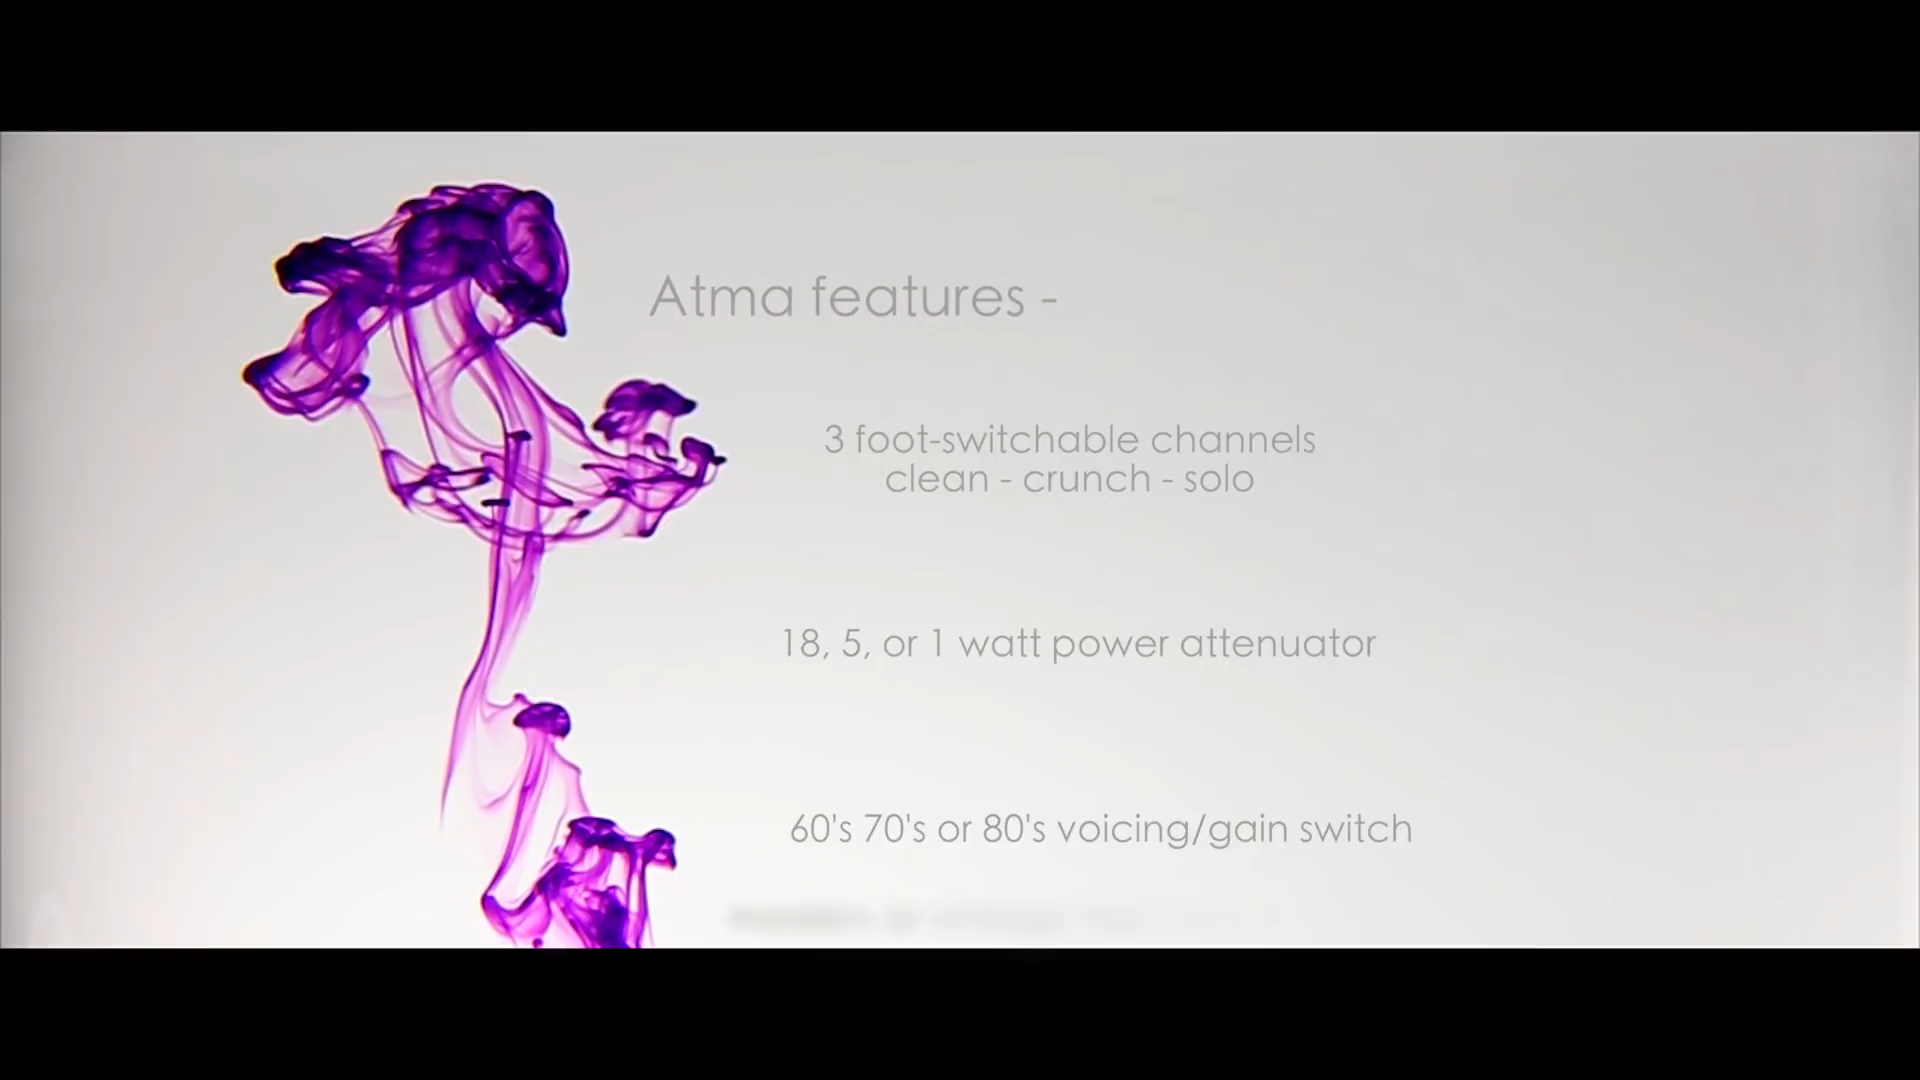 Atma features -
3 foot-switchable channels
clean - crunch - solo
18, 5, or 1 watt power attenuator
60's 70's or 80's voicing/gain switch